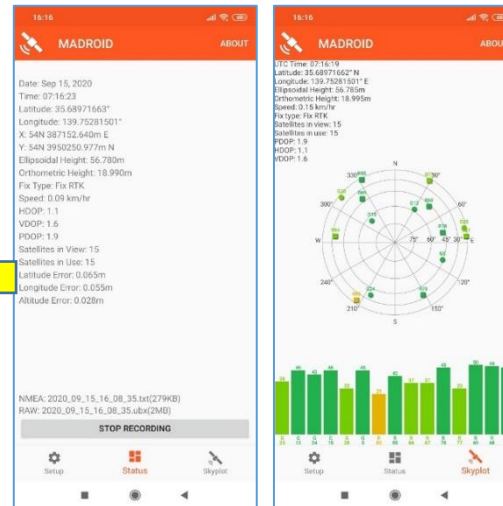 16:16
MADROID
ABOUT
Date: Sep 15, 2020
Time: 07:16:23
Latitude: 35.68971663°
Longitude: 139.75281501°
X: 54N 387152.640m E
Y: 54N 3950250.977m N
Ellipsoidal Height: 56.780m
Orthometric Height: 18.990m
Fix Type: Fix RTK
Speed: 0.09 km/hr
HDOP: 1.1
VDOP: 1.6
PDOP: 1.9
Satellites in View: 15
Satellites in Use: 15
Latitude Error: 0.065m
Longitude Error: 0.055m
Altitude Error: 0.028m
NMEA: 2020_09_15_16_08_35.txt(279KB)
RAW: 2020_09_15_16_08_35.ubx(2MB)
STOP RECORDING
Setup
Status
Skyplot
16:16
MADROID
ABOU
UTC Time: 07:16:19
Latitude: 35.68971662° N
Longitude: 139.75281501° E
Ellipsoidal Height: 56.785m
Orthometric Height: 18.995m
Speed: 0.15 km/hr
Fix type: Fix RTK
Satellites in view: 15
Satellites in use: 15
PDOP: 1.9
HDOP: 1.1
VDOP: 1.6
N
330°
30°
300°
60°
W
75°
60°
45°
30°
E
240°
120°
210°
150°
S
Setup
Status
Skyplot